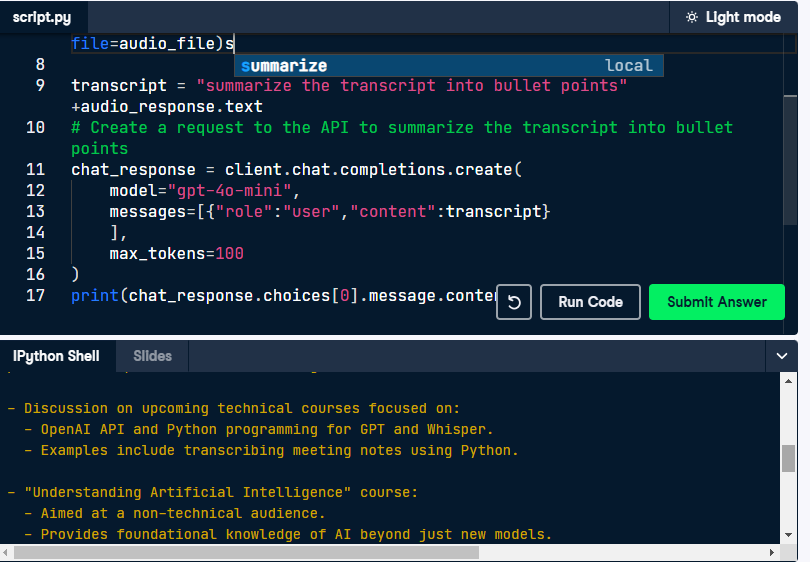 script.py
Light mode
file=audio_file)s
summarize local
8
9 transcript = "summarize the transcript into bullet points"
+audio_response.text
10 # Create a request to the API to summarize the transcript into bullet
points
11 chat_response = client.chat.completions.create(
12 model="gpt-4o-mini",
13 messages=[{"role":"user","content":transcript}
14 ],
15 max_tokens=100
16 )
17 print(chat_response.choices[0].message.conten
Run Code
Submit Answer
IPython Shell
Slides
- Discussion on upcoming technical courses focused on:
- OpenAI API and Python programming for GPT and Whisper.
- Examples include transcribing meeting notes using Python.
- "Understanding Artificial Intelligence" course:
- Aimed at a non-technical audience.
- Provides foundational knowledge of AI beyond just new models.